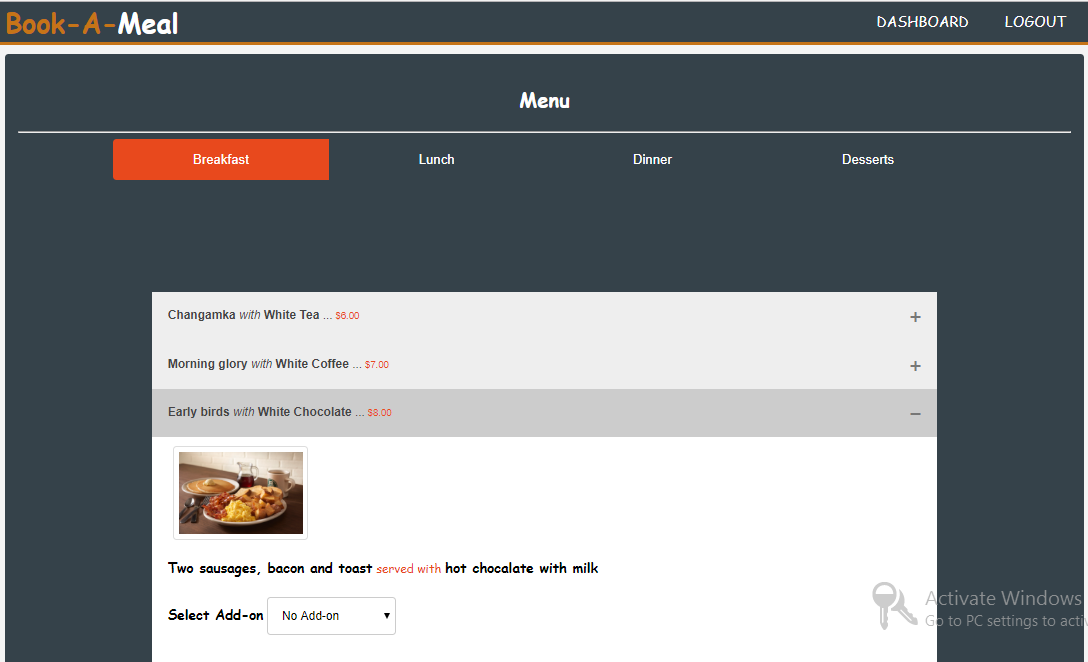 Book-A-Meal DASHBOARD LOGOUT
Menu
Breakfast Lunch Dinner Desserts
Changamka with White Tea ... $6.00 +
Morning glory with White Coffee ... $7.00 +
Early birds with White Chocolate ... $8.00 −
Two sausages, bacon and toast served with hot chocalate with milk
Select Add-on No Add-on
Activate Windows
Go to PC settings to acti